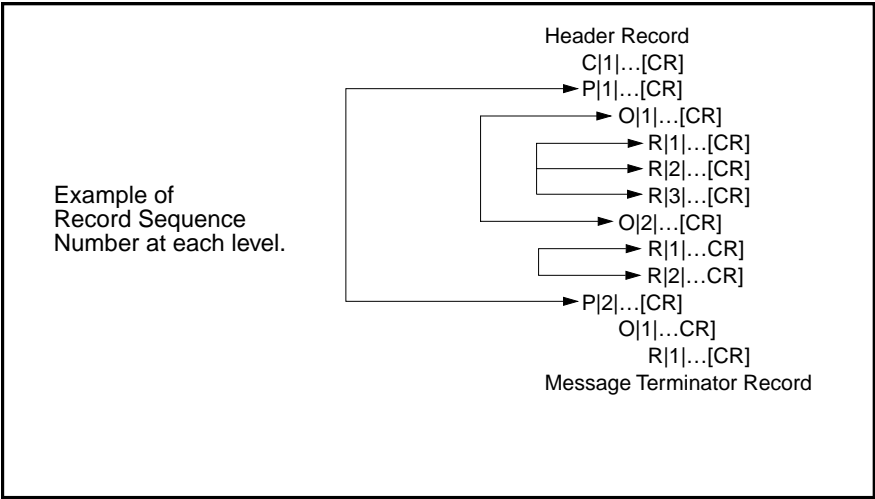 Header Record
C|1|…[CR]
P|1|…[CR]
O|1|…[CR]
R|1|…[CR]
R|2|…[CR]
R|3|…[CR]
Example of
Record Sequence
Number at each level.
O|2|…[CR]
R|1|…CR]
R|2|…CR]
P|2|…[CR]
O|1|…CR]
R|1|…[CR]
Message Terminator Record